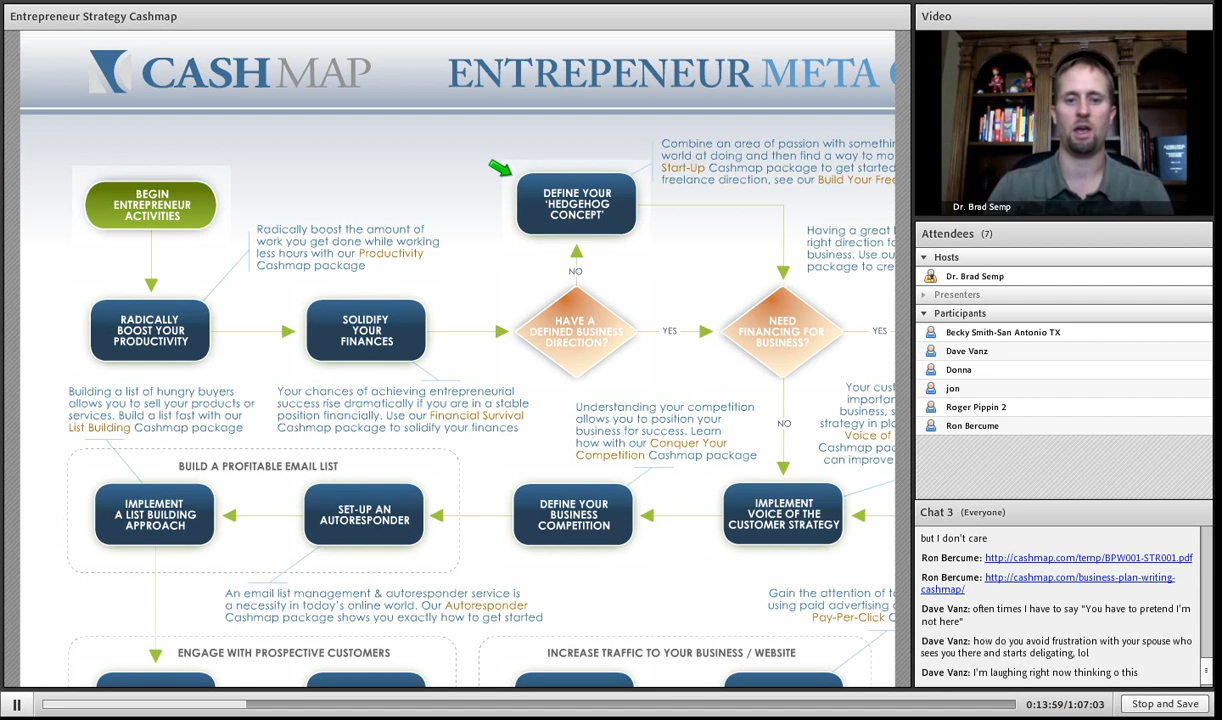 Entrepreneur Strategy Cashmap
CASH MAP
ENTREPENEUR META
Combine an area of passion with somethin
world at doing and then find a way to mo
Start-Up Cashmap package to get started
freelance direction, see our Build Your Free
BEGIN
ENTREPRENEUR
ACTIVITIES
Radically boost the amount of
work you get done while working
less hours with our Productivity
Cashmap package
DEFINE YOUR
'HEDGEHOG
CONCEPT'
Having a great
right direction fo
business. Use ou
package to cre
NO
RADICALLY
BOOST YOUR
PRODUCTIVITY
SOLIDIFY
YOUR
FINANCES
HAVE A
DEFINED BUSINESS
DIRECTION?
YES
NEED
FINANCING FOR
BUSINESS?
YES
Building a list of hungry buyers
allows you to sell your products or
services. Build a list fast with our
List Building Cashmap package
Your chances of achieving entrepreneurial
success rise dramatically if you are in a stable
position financially. Use our Financial Survival
Cashmap package to solidify your finances
Understanding your competition
allows you to position your
business for success. Learn
how with our Conquer Your
Competition Cashmap package
NO
Your cust
importan
business, s
strategy in pl
Voice of
Cashmap pac
can improve
BUILD A PROFITABLE EMAIL LIST
IMPLEMENT
A LIST BUILDING
APPROACH
SET-UP AN
AUTORESPONDER
DEFINE YOUR
BUSINESS
COMPETITION
IMPLEMENT
VOICE OF THE
CUSTOMER STRATEGY
An email list management & autoresponder service is
a necessity in today's online world. Our Autoresponder
Cashmap package shows you exactly how to get started
Gain the attention of to
using paid advertising
Pay-Per-Click C
ENGAGE WITH PROSPECTIVE CUSTOMERS
INCREASE TRAFFIC TO YOUR BUSINESS / WEBSITE
Video
Dr. Brad Semp
Attendees (7)
Hosts
Dr. Brad Semp
Presenters
Participants
Becky Smith-San Antonio TX
Dave Vanz
Donna
jon
Roger Pippin 2
Ron Bercume
Chat 3 (Everyone)
but I don't care
Ron Bercume: http://cashmap.com/temp/BPW001-STR001.pdf
Ron Bercume: http://cashmap.com/business-plan-writing-
cashmap/
Dave Vanz: often times I have to say "You have to pretend I'm
not here"
Dave Vanz: how do you avoid frustration with your spouse who
sees you there and starts deligating, lol
Dave Vanz: I'm laughing right now thinking o this
0:13:59/1:07:03
Stop and Save